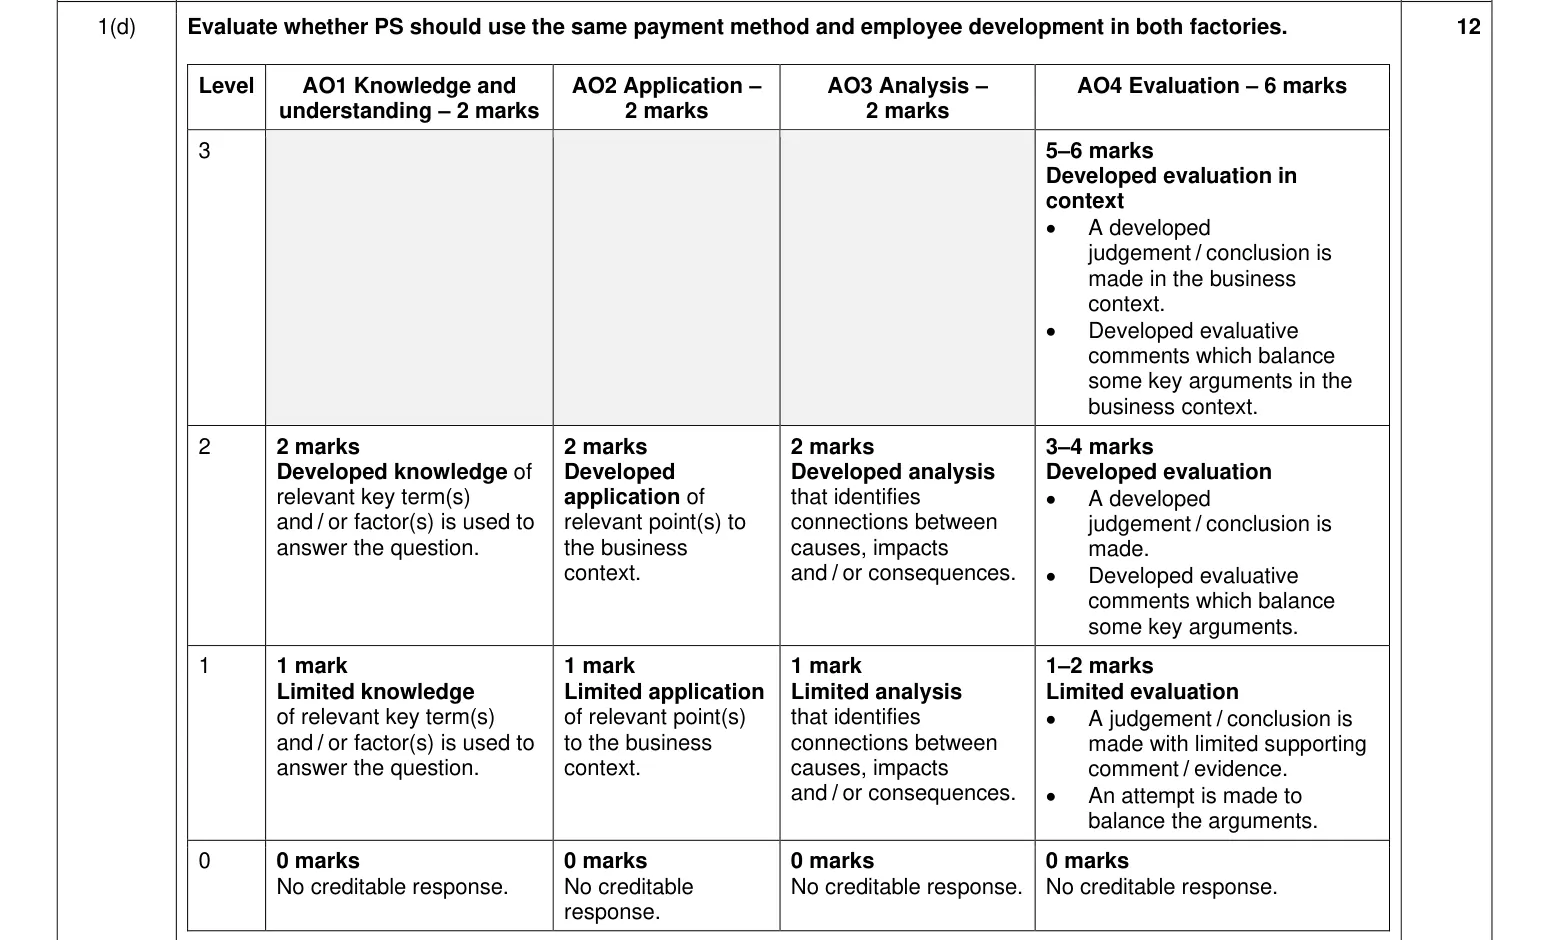 1(d)
Evaluate whether PS should use the same payment method and employee development in both factories.
12
Level
AO1 Knowledge and
understanding – 2 marks
AO2 Application –
2 marks
AO3 Analysis –
2 marks
AO4 Evaluation – 6 marks
3
5–6 marks
Developed evaluation in
context
• A developed
judgement / conclusion is
made in the business
context.
• Developed evaluative
comments which balance
some key arguments in the
business context.
2
2 marks
Developed knowledge of
relevant key term(s)
and / or factor(s) is used to
answer the question.
2 marks
Developed
application of
relevant point(s) to
the business
context.
2 marks
Developed analysis
that identifies
connections between
causes, impacts
and / or consequences.
3–4 marks
Developed evaluation
• A developed
judgement / conclusion is
made.
• Developed evaluative
comments which balance
some key arguments.
1
1 mark
Limited knowledge
of relevant key term(s)
and / or factor(s) is used to
answer the question.
1 mark
Limited application
of relevant point(s)
to the business
context.
1 mark
Limited analysis
that identifies
connections between
causes, impacts
and / or consequences.
1–2 marks
Limited evaluation
• A judgement / conclusion is
made with limited supporting
comment / evidence.
• An attempt is made to
balance the arguments.
0
0 marks
No creditable response.
0 marks
No creditable
response.
0 marks
No creditable response.
0 marks
No creditable response.